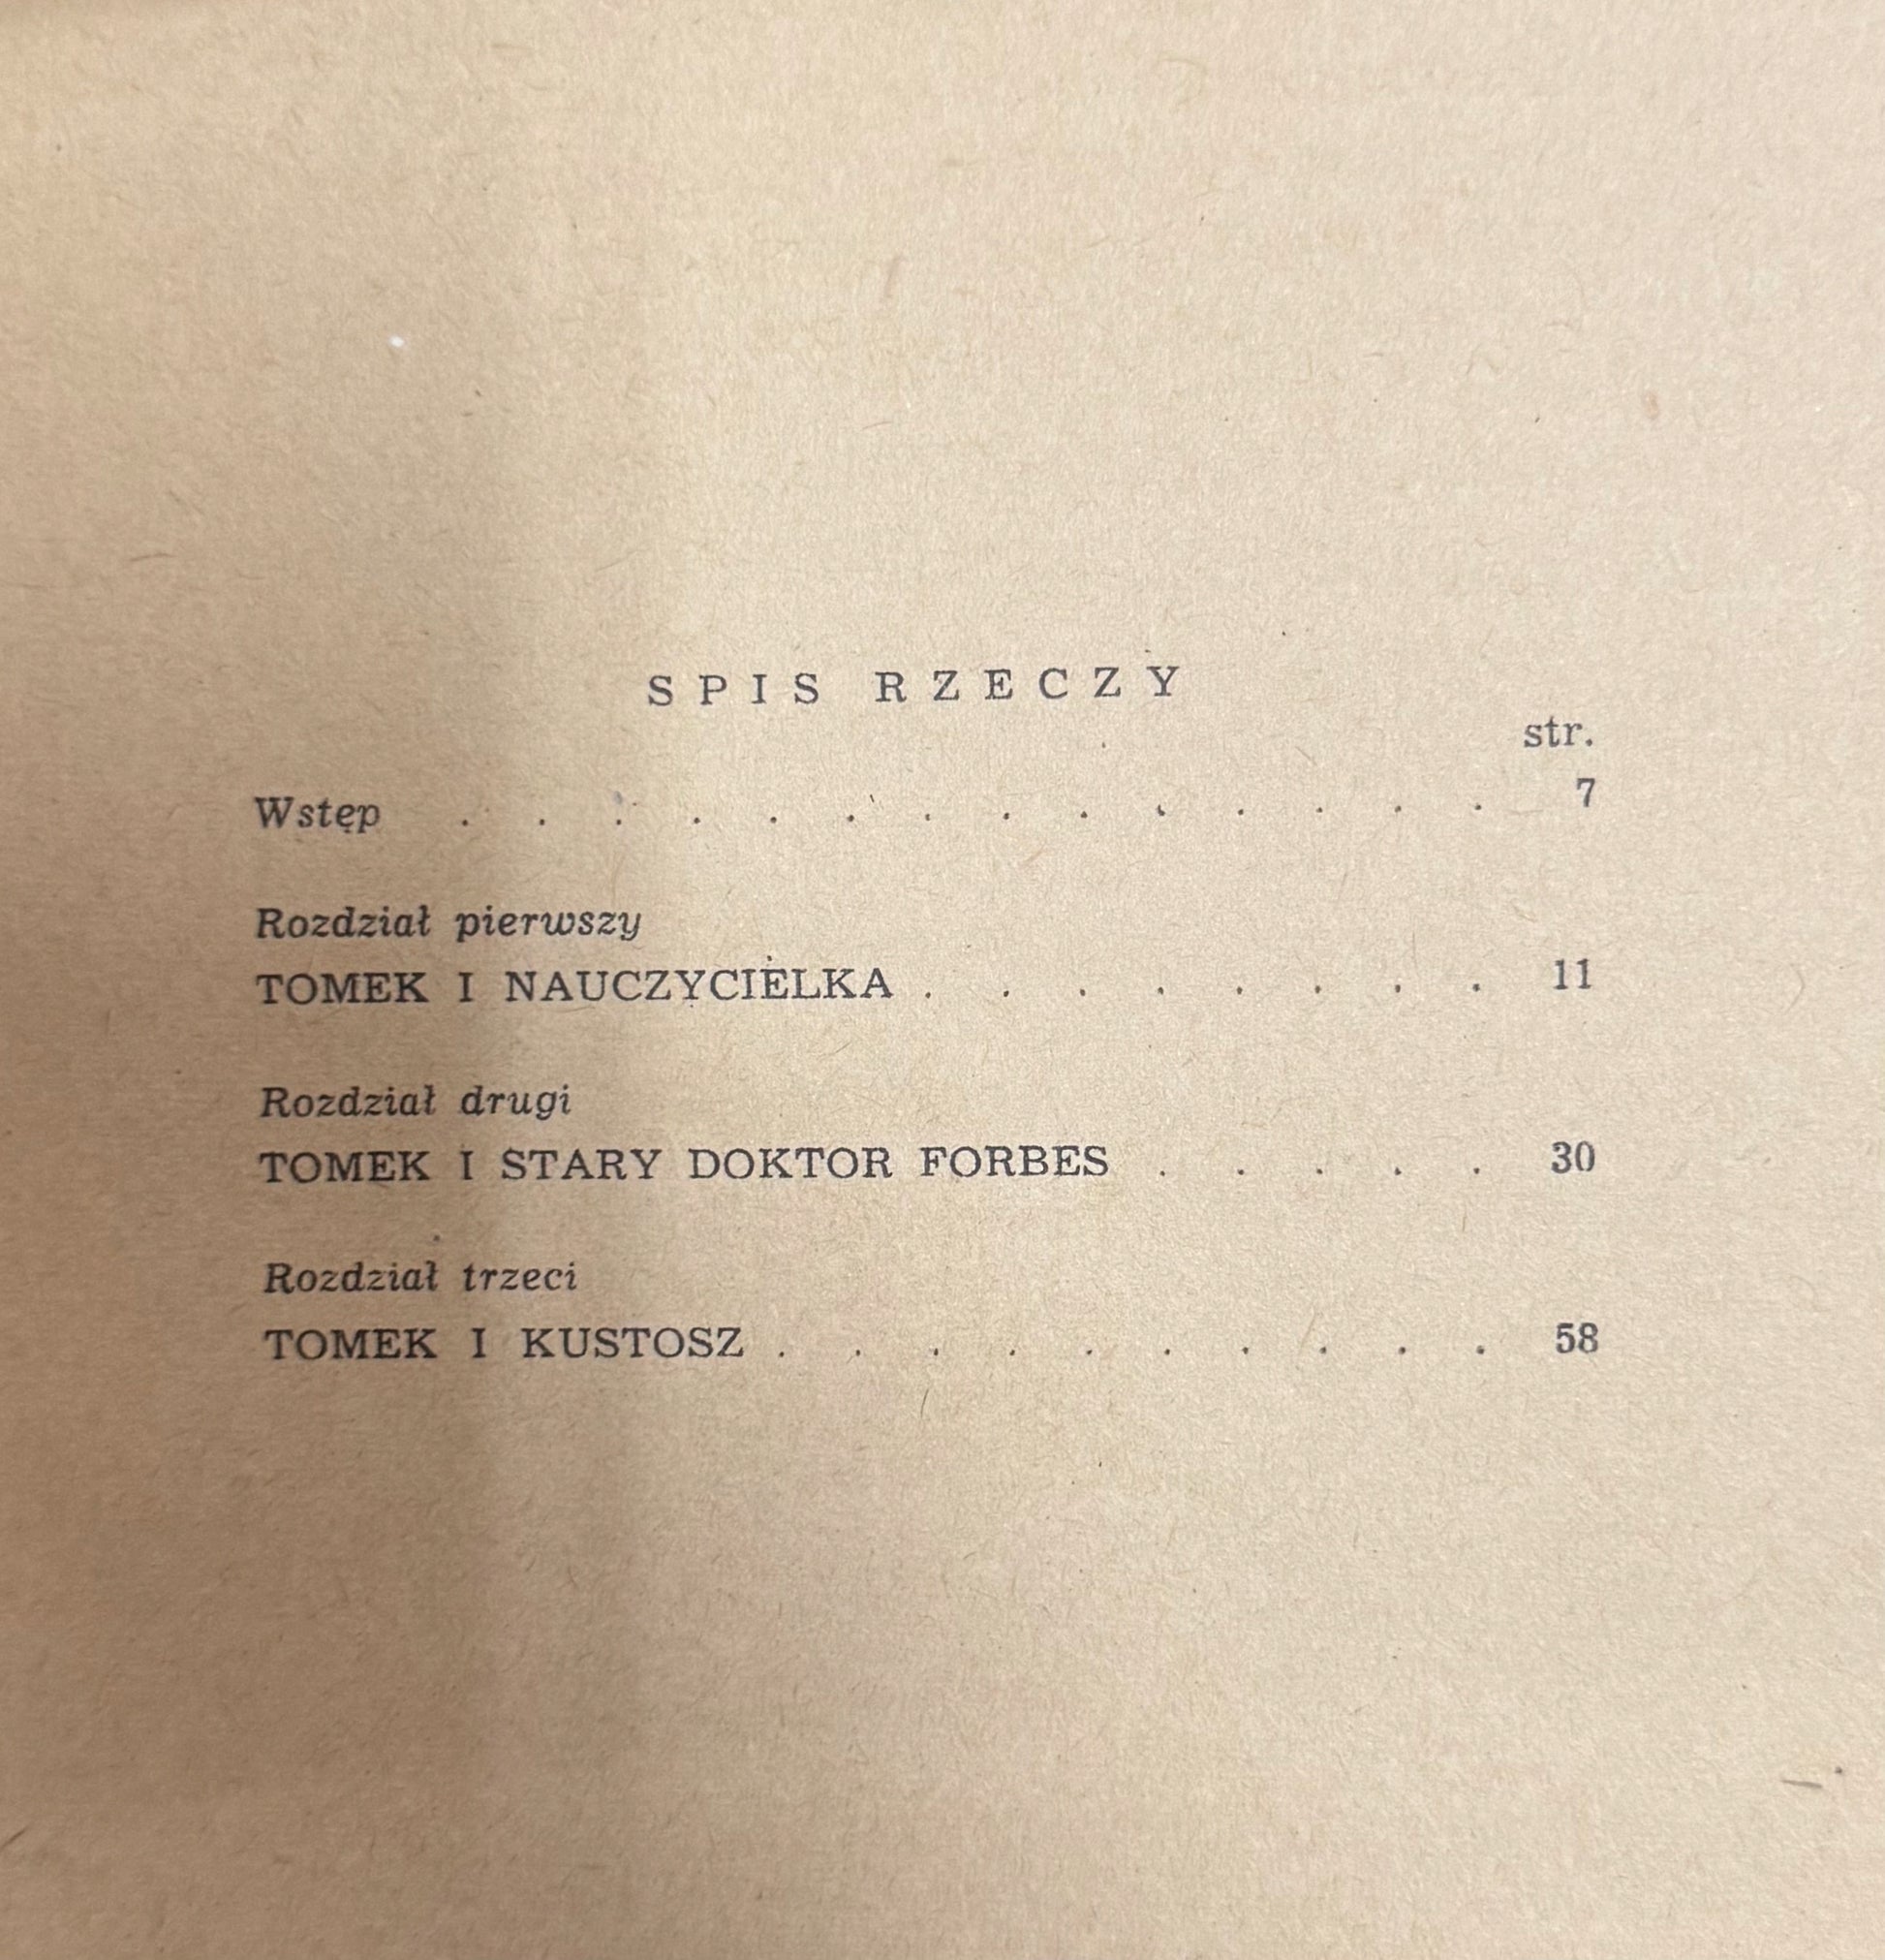 SPIS RZECZY
str.
Wstęp . . . . . . . . . . . . . . 7
Rozdział pierwszy
TOMEK I NAUCZYCIELKA . . . . . . . . 11
Rozdział drugi
TOMEK I STARY DOKTOR FORBES . . . . . 30
Rozdział trzeci
TOMEK I KUSTOSZ . . . . . . . . . . 58